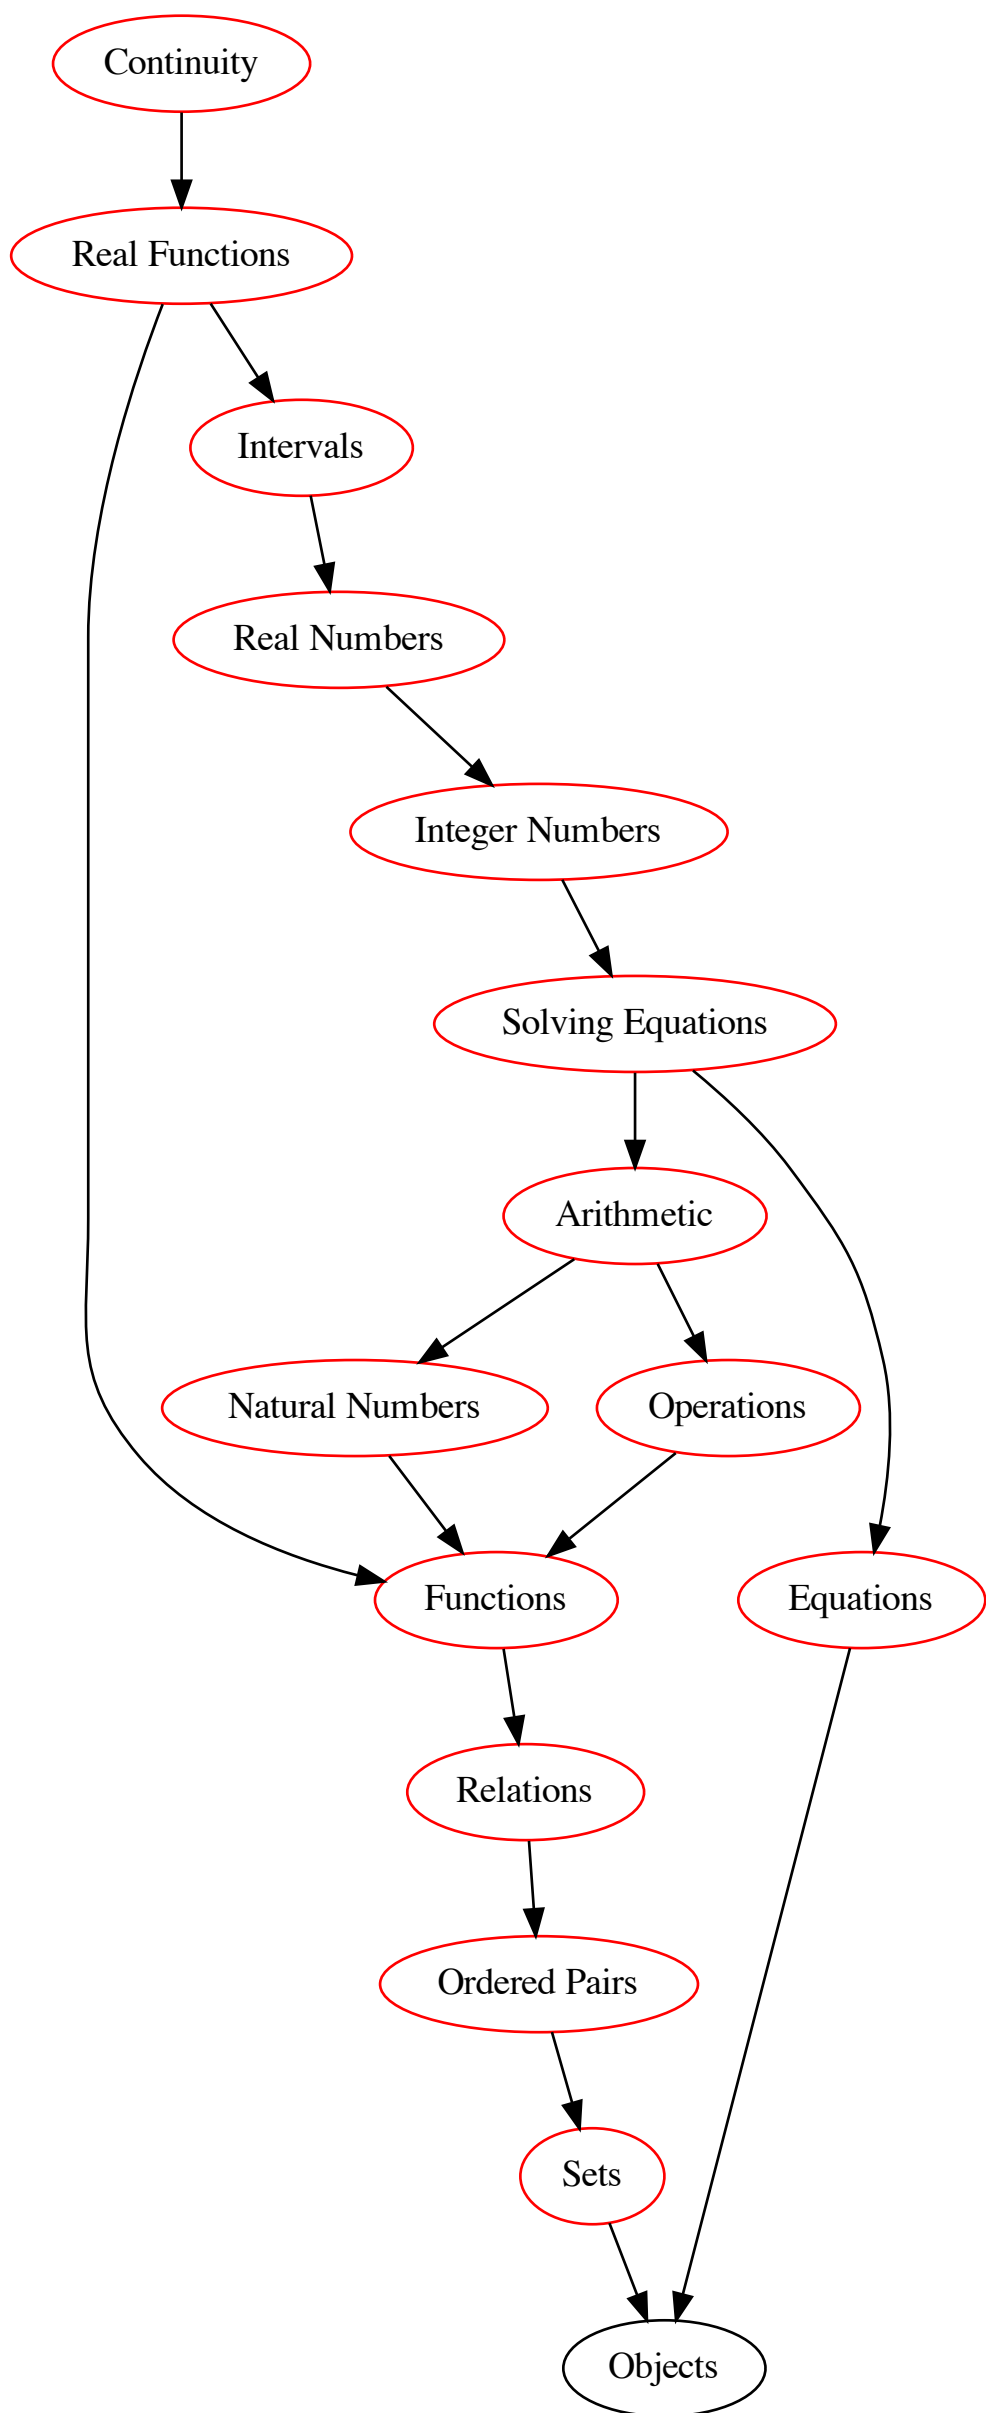 Continuity
Real Functions
Intervals
Real Numbers
Integer Numbers
Solving Equations
Arithmetic
Natural Numbers
Operations
Functions
Equations
Relations
Ordered Pairs
Sets
Objects